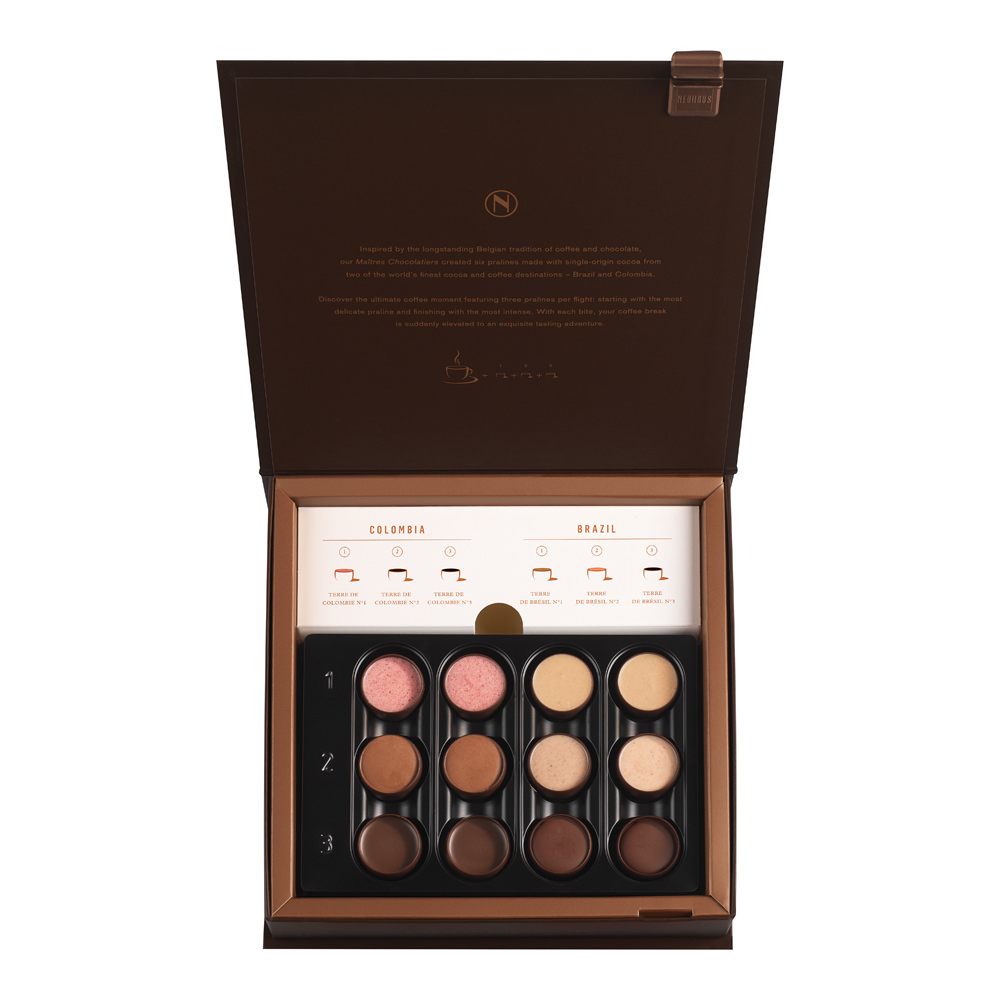 NEUHAUS
N
Inspired by the longstanding Belgian tradition of coffee and chocolate,
our Maîtres Chocolatiers created six pralines made with single-origin cocoa from
two of the world's finest cocoa and coffee destinations – Brazil and Colombia.
Discover the ultimate coffee moment featuring three pralines per flight: starting with the most
delicate praline and finishing with the most intense. With each bite, your coffee break
is suddenly elevated to an exquisite tasting adventure.
COLOMBIA
1 2 3
TERRE DE TERRE DE TERRE DE
COLOMBIE N°1 COLOMBIE N°2 COLOMBIE N°3
BRAZIL
1 2 3
TERRE TERRE TERRE
DE BRÉSIL N°1 DE BRÉSIL N°2 DE BRÉSIL N°3
1
2
3